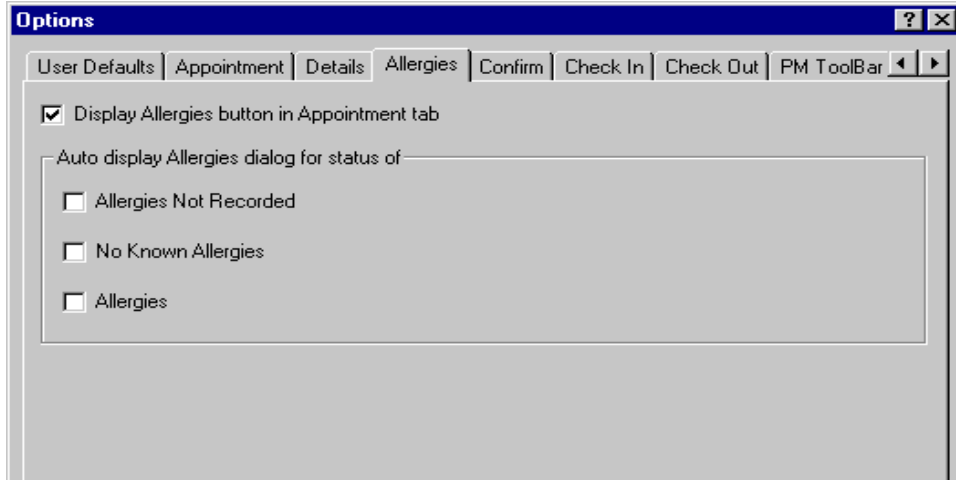 Options
User Defaults Appointment Details Allergies Confirm Check In Check Out PM ToolBar
Display Allergies button in Appointment tab
Auto display Allergies dialog for status of
Allergies Not Recorded
No Known Allergies
Allergies